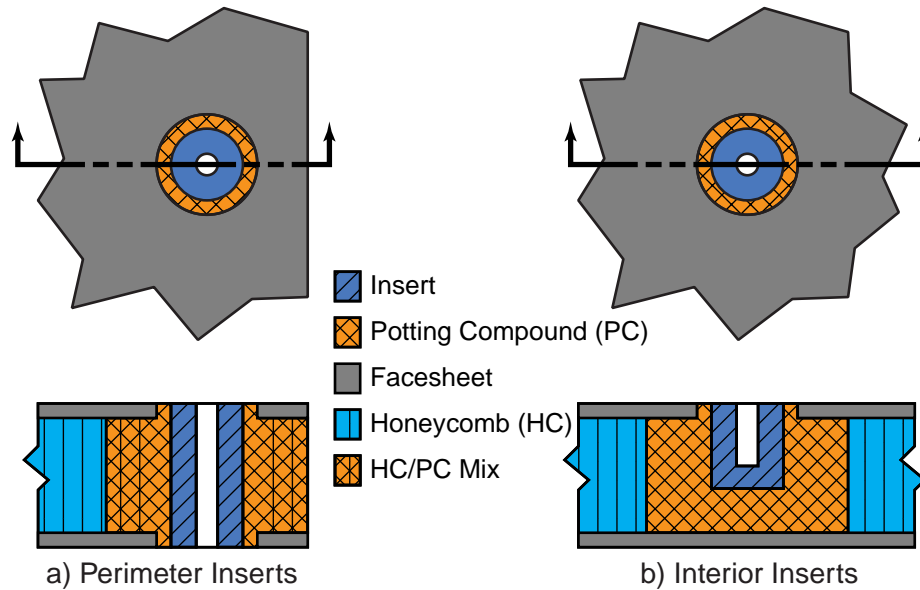 Insert
Potting Compound (PC)
Facesheet
Honeycomb (HC)
HC/PC Mix
a) Perimeter Inserts
b) Interior Inserts